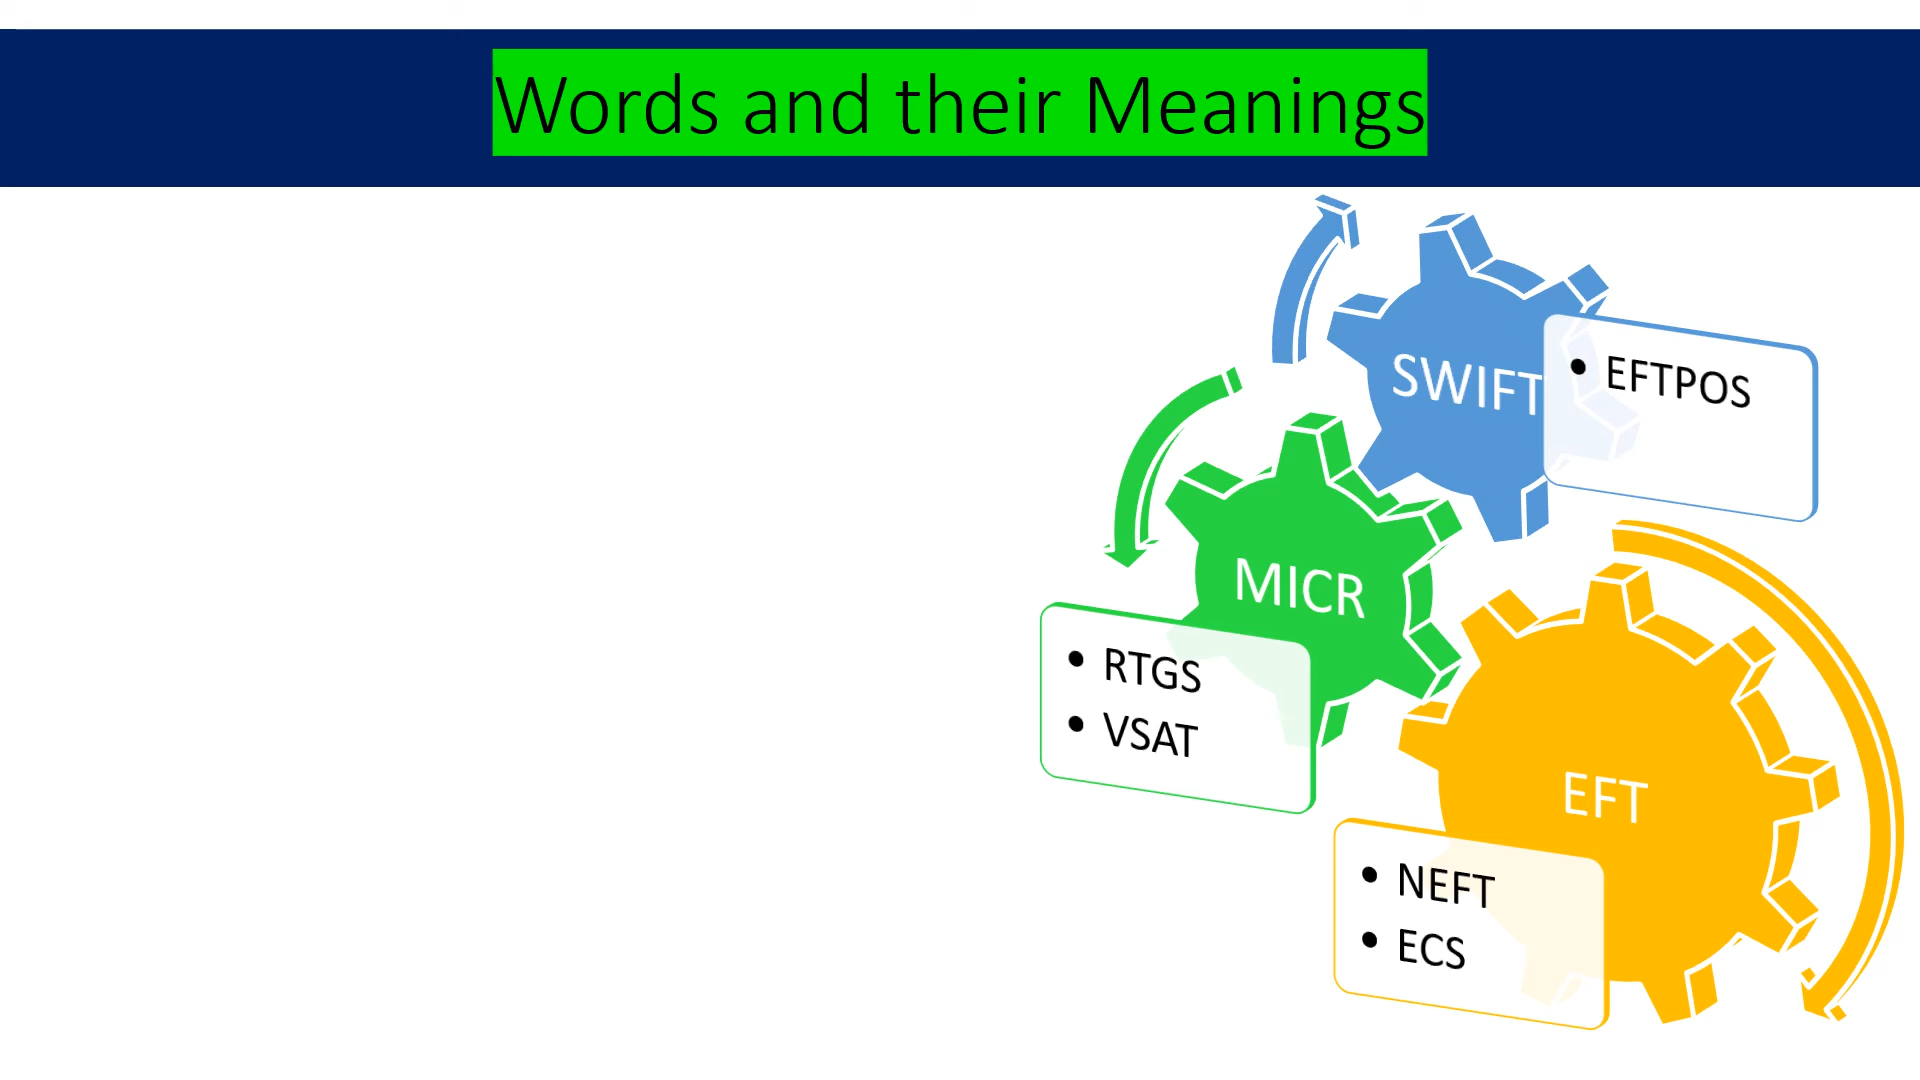 Words and their Meanings
SWIFT
• EFTPOS
MICR
• RTGS
• VSAT
EFT
• NEFT
• ECS